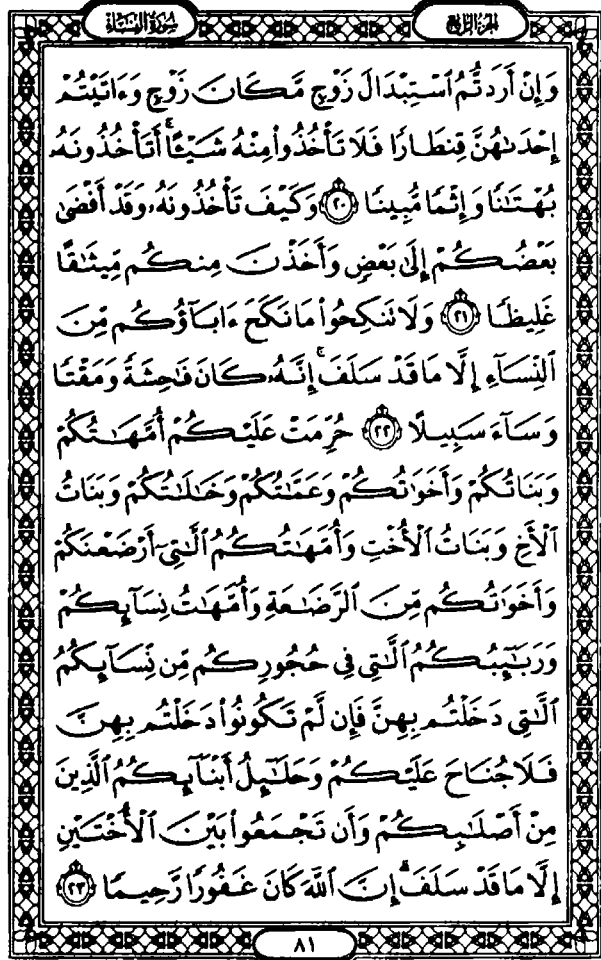 سُورَةُ النِّسَاءِ
الجُزْءُ الرَّابِعُ
وَإِنْ أَرَدتُّمُ ٱسْتِبْدَالَ زَوْجٍ مَّكَانَ زَوْجٍ وَءَاتَيْتُمْ
إِحْدَىٰهُنَّ قِنطَارًا فَلَا تَأْخُذُوا۟ مِنْهُ شَيْـًٔا ۚ أَتَأْخُذُونَهُۥ
بُهْتَـٰنًا وَإِثْمًا مُّبِينًا ﴿٢٠﴾ وَكَيْفَ تَأْخُذُونَهُۥ وَقَدْ أَفْضَىٰ
بَعْضُكُمْ إِلَىٰ بَعْضٍ وَأَخَذْنَ مِنكُم مِّيثَـٰقًا
غَلِيظًا ﴿٢١﴾ وَلَا تَنكِحُوا۟ مَا نَكَحَ ءَابَآؤُكُم مِّنَ
ٱلنِّسَآءِ إِلَّا مَا قَدْ سَلَفَ ۚ إِنَّهُۥ كَانَ فَـٰحِشَةً وَمَقْتًا
وَسَآءَ سَبِيلًا ﴿٢٢﴾ حُرِّمَتْ عَلَيْكُمْ أُمَّهَـٰتُكُمْ
وَبَنَاتُكُمْ وَأَخَوَٰتُكُمْ وَعَمَّـٰتُكُمْ وَخَـٰلَـٰتُكُمْ وَبَنَاتُ
ٱلْأَخِ وَبَنَاتُ ٱلْأُخْتِ وَأُمَّهَـٰتُكُمُ ٱلَّـٰتِىٓ أَرْضَعْنَكُمْ
وَأَخَوَٰتُكُم مِّنَ ٱلرَّضَـٰعَةِ وَأُمَّهَـٰتُ نِسَآئِكُمْ
وَرَبَـٰٓئِبُكُمُ ٱلَّـٰتِى فِى حُجُورِكُم مِّن نِّسَآئِكُمُ
ٱلَّـٰتِى دَخَلْتُم بِهِنَّ فَإِن لَّمْ تَكُونُوا۟ دَخَلْتُم بِهِنَّ
فَلَا جُنَاحَ عَلَيْكُمْ وَحَلَـٰٓئِلُ أَبْنَآئِكُمُ ٱلَّذِينَ
مِنْ أَصْلَـٰبِكُمْ وَأَن تَجْمَعُوا۟ بَيْنَ ٱلْأُخْتَيْنِ
إِلَّا مَا قَدْ سَلَفَ ۗ إِنَّ ٱللَّهَ كَانَ غَفُورًا رَّحِيمًا ﴿٢٣﴾
٨١